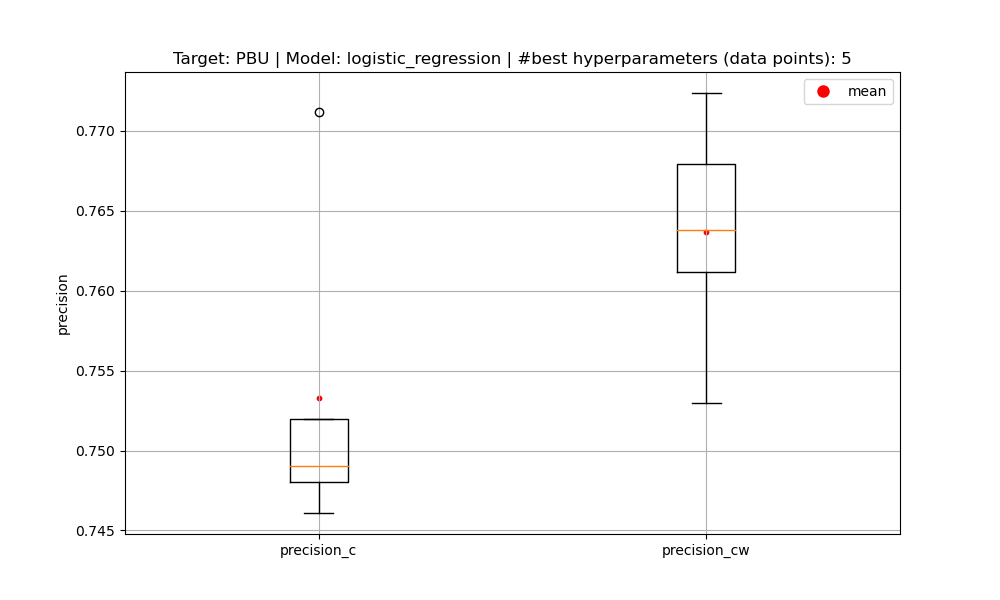 Target: PBU | Model: logistic_regression | #best hyperparameters (data points): 5
mean
0.770
0.765
0.760
0.755
0.750
0.745
precision
precision_c
precision_cw